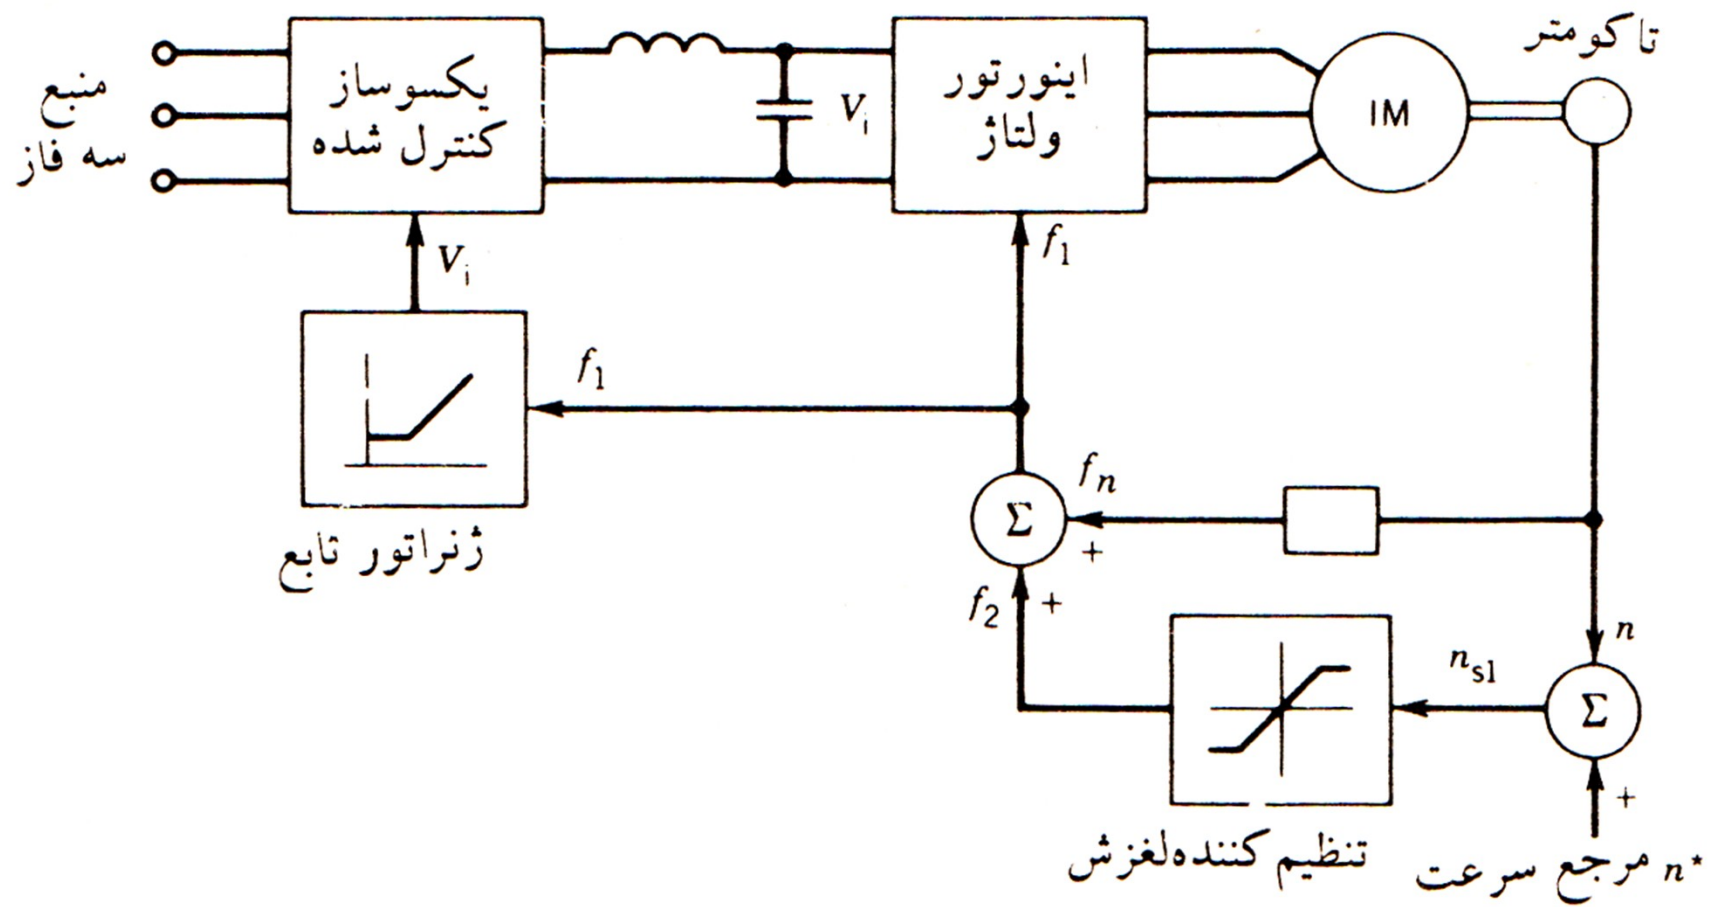 منبع
سه فاز
یکسوساز
کنترل شده
V_i
اینورتور
ولتاژ
IM
تاکومتر
V_i
f_1
f_1
ژنراتور تابع
Σ
f_n
+
f_2
+
n
n_s1
Σ
+
تنظیم کننده لغزش
مرجع سرعت n*